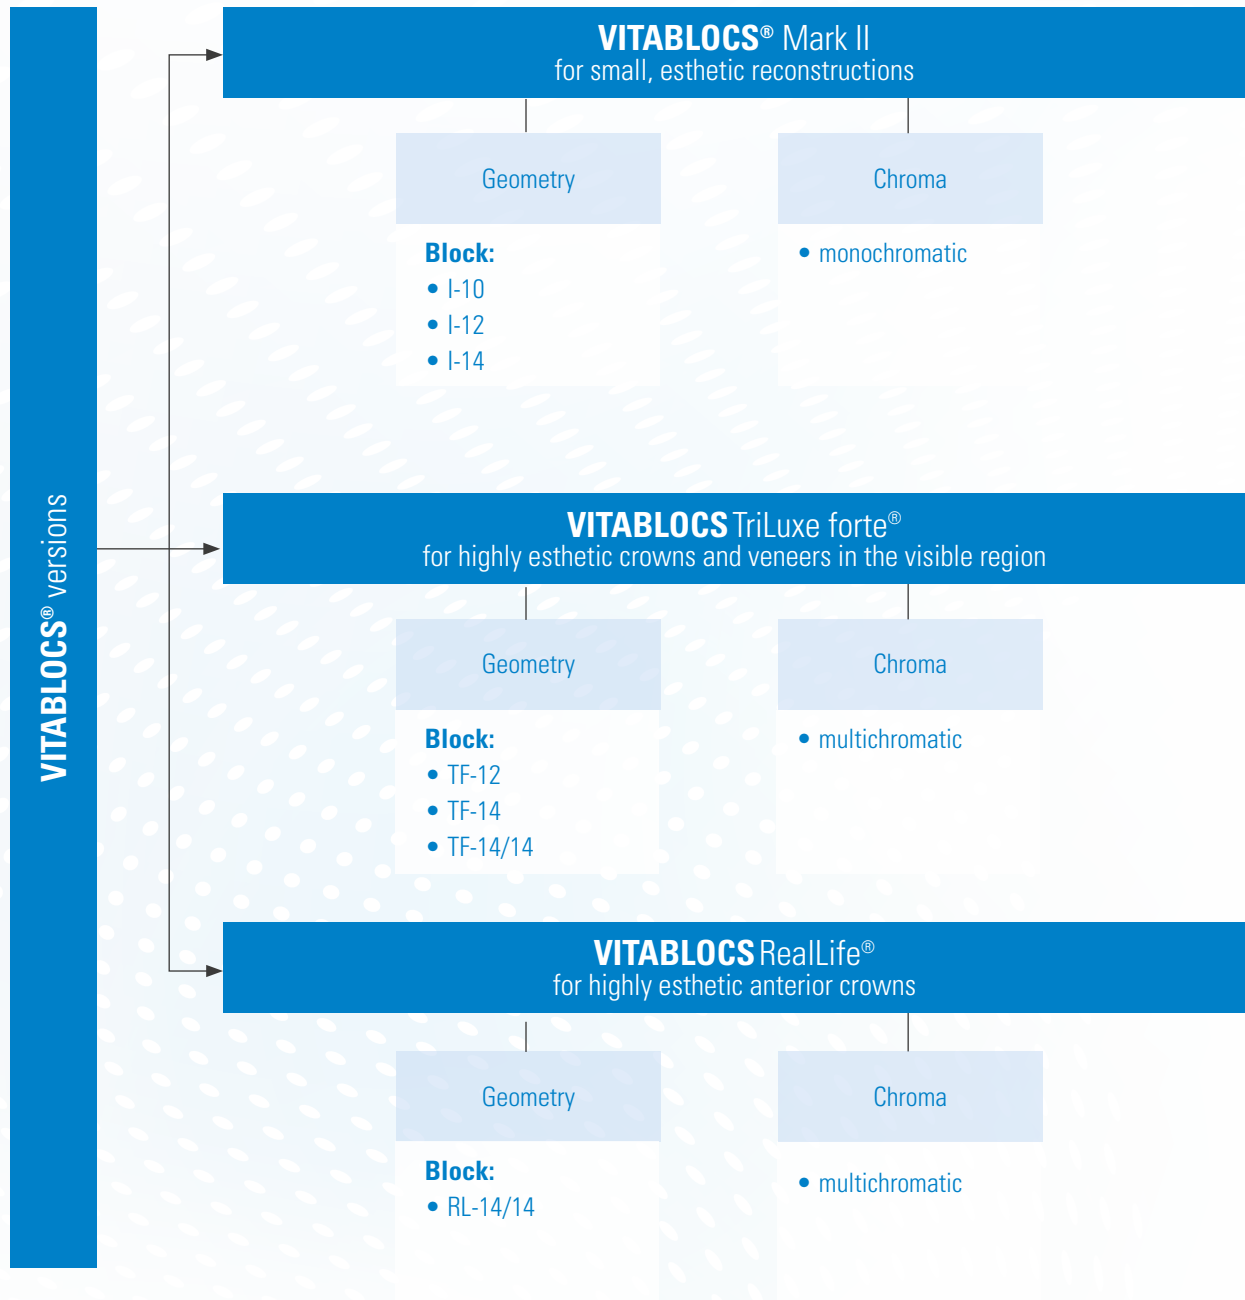 VITABLOCS® versions
VITABLOCS® Mark II
for small, esthetic reconstructions
Geometry
Block:
• I-10
• I-12
• I-14
Chroma
• monochromatic
VITABLOCS TriLuxe forte®
for highly esthetic crowns and veneers in the visible region
Geometry
Block:
• TF-12
• TF-14
• TF-14/14
Chroma
• multichromatic
VITABLOCS RealLife®
for highly esthetic anterior crowns
Geometry
Block:
• RL-14/14
Chroma
• multichromatic